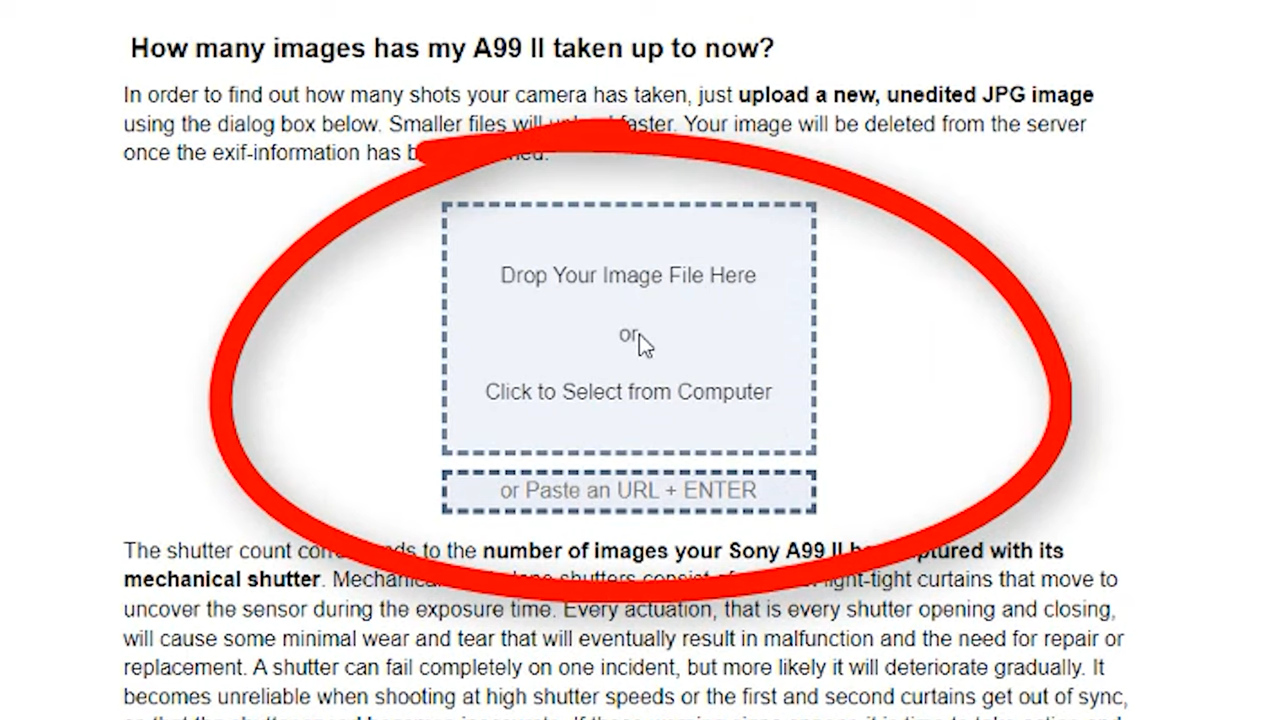 How many images has my A99 II taken up to now?
In order to find out how many shots your camera has taken, just upload a new, unedited JPG image
using the dialog box below. Smaller files will faster. Your image will be deleted from the server
once the exif-information has
Drop Your Image File Here
or
Click to Select from Computer
or Paste an URL + ENTER
The shutter count to the number of images your Sony A99 II with its
mechanical shutter. shutters consist light-tight curtains that move to
uncover the sensor during the exposure time. Every actuation, that is every shutter opening and closing,
will cause some minimal wear and tear that will eventually result in malfunction and the need for repair or
replacement. A shutter can fail completely on one incident, but more likely it will deteriorate gradually. It
becomes unreliable when shooting at high shutter speeds or the first and second curtains get out of sync,